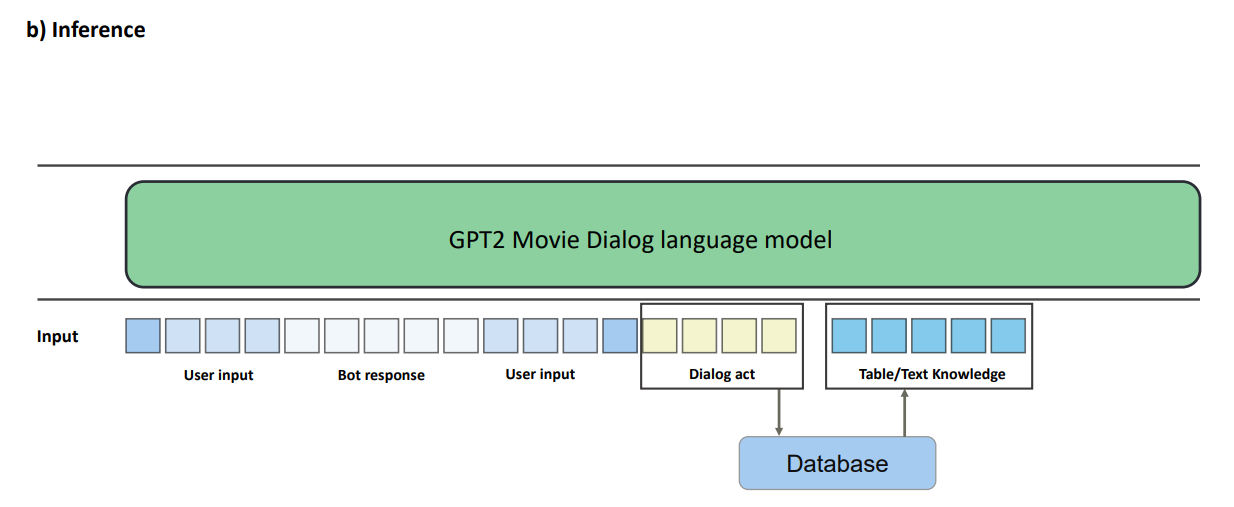 b) Inference
GPT2 Movie Dialog language model
Input
User input
Bot response
User input
Dialog act
Table/Text Knowledge
Database